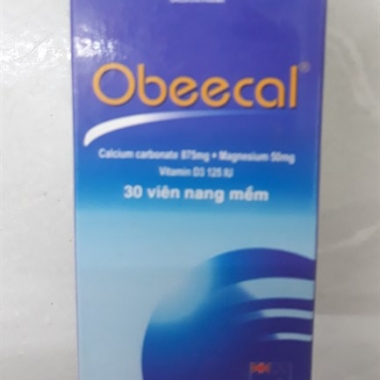 Obeecal®
Calcium carbonate 875mg + Magnesium 50mg
Vitamin D3 125 IU
30 viên nang mềm